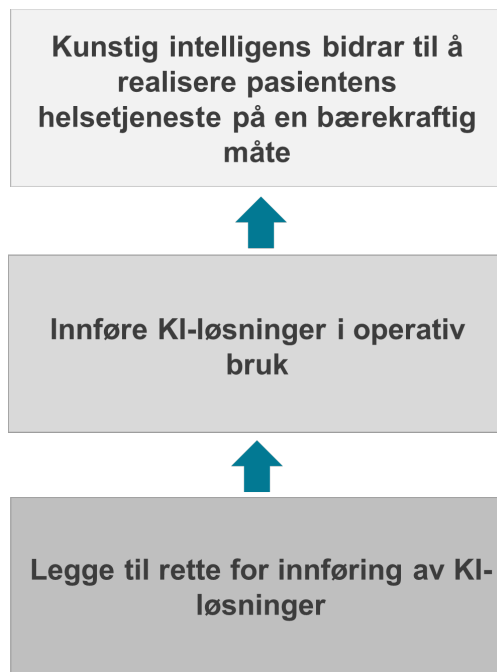 Kunstig intelligens bidrar til å
realisere pasientens
helsetjeneste på en bærekraftig
måte
Innføre KI-løsninger i operativ
bruk
Legge til rette for innføring av KI-
løsninger